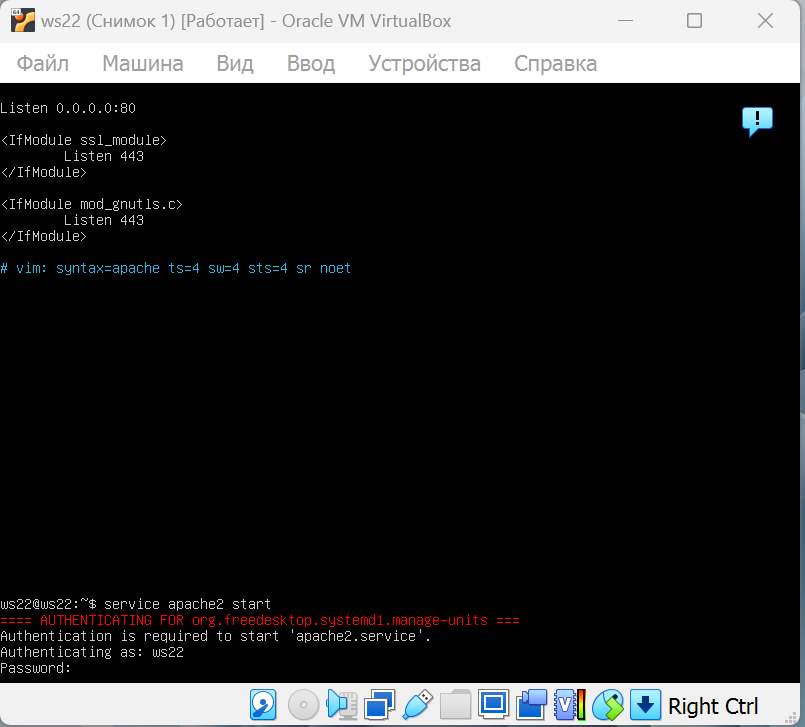 64
ws22 (Снимок 1) [Работает] - Oracle VM VirtualBox
Файл Машина Вид Ввод Устройства Справка
Listen 0.0.0.0:80
<IfModule ssl_module>
Listen 443
</IfModule>
<IfModule mod_gnutls.c>
Listen 443
</IfModule>
# vim: syntax=apache ts=4 sw=4 sts=4 sr noet
ws22@ws22:~$ service apache2 start
==== AUTHENTICATING FOR org.freedesktop.systemd1.manage-units ===
Authentication is required to start 'apache2.service'.
Authenticating as: ws22
Password:
Right Ctrl